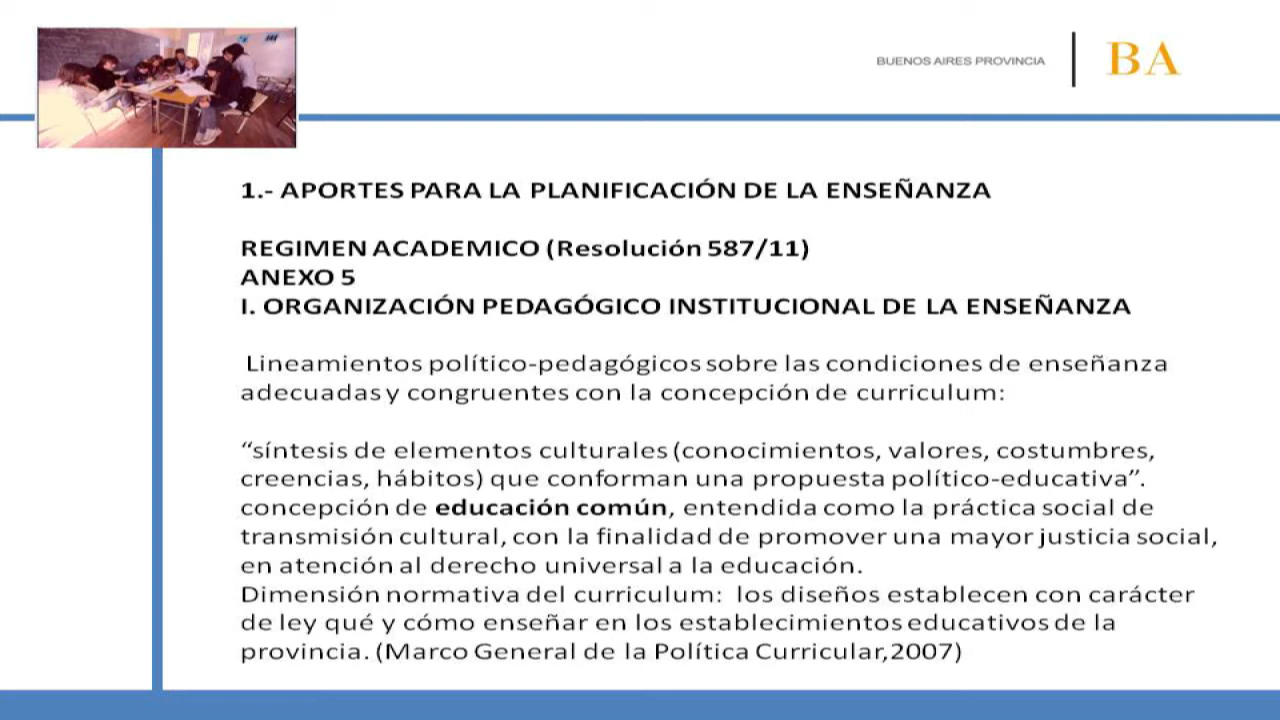 BUENOS AIRES PROVINCIA
BA
1.- APORTES PARA LA PLANIFICACIÓN DE LA ENSEÑANZA
REGIMEN ACADEMICO (Resolución 587/11)
ANEXO 5
I. ORGANIZACIÓN PEDAGÓGICO INSTITUCIONAL DE LA ENSEÑANZA
Lineamientos político-pedagógicos sobre las condiciones de enseñanza
adecuadas y congruentes con la concepción de curriculum:
“síntesis de elementos culturales (conocimientos, valores, costumbres,
creencias, hábitos) que conforman una propuesta político-educativa”.
concepción de educación común, entendida como la práctica social de
transmisión cultural, con la finalidad de promover una mayor justicia social,
en atención al derecho universal a la educación.
Dimensión normativa del curriculum: los diseños establecen con carácter
de ley qué y cómo enseñar en los establecimientos educativos de la
provincia. (Marco General de la Política Curricular,2007)